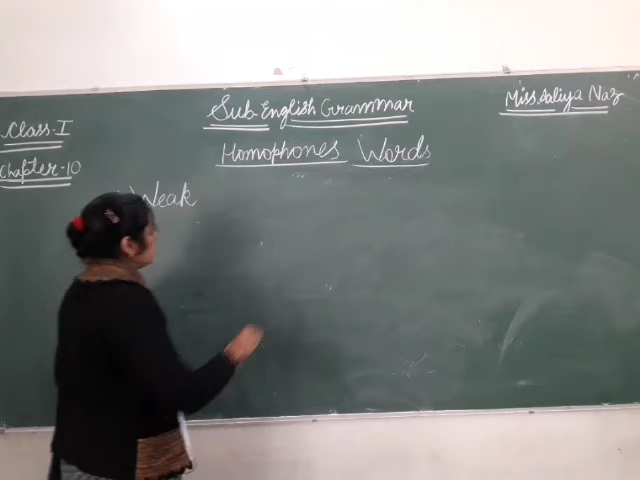 Class-I
Sub-English Grammar
Miss.Aaliya Naz
Chapter-10
Homophones Words
Weak